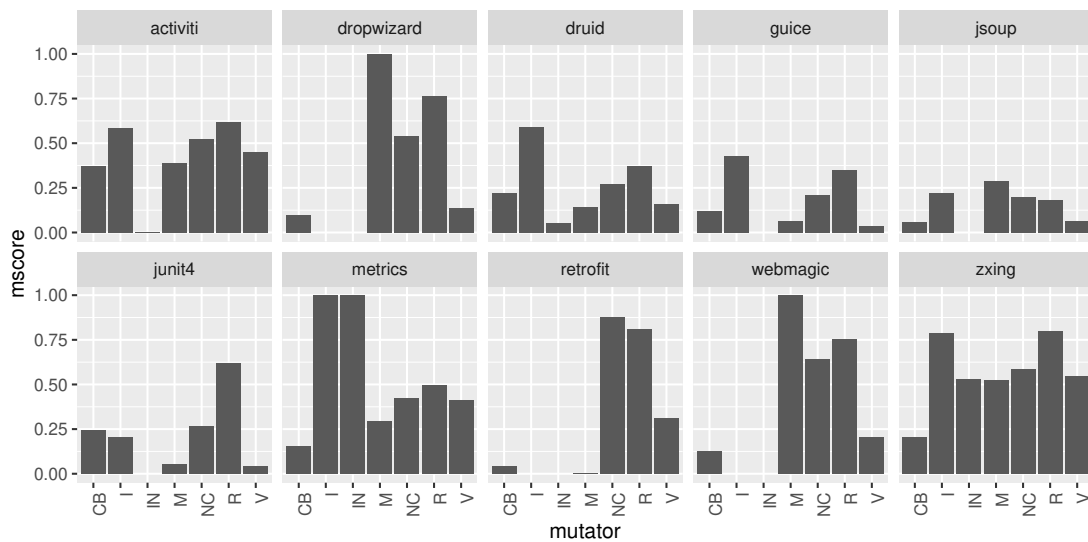 activiti dropwizard druid guice jsoup
1.00
0.75
0.50
0.25
0.00
mscore
junit4 metrics retrofit webmagic zxing
1.00
0.75
0.50
0.25
0.00
CB I IN M NC R V CB I IN M NC R V CB I IN M NC R V CB I IN M NC R V CB I IN M NC R V
mutator